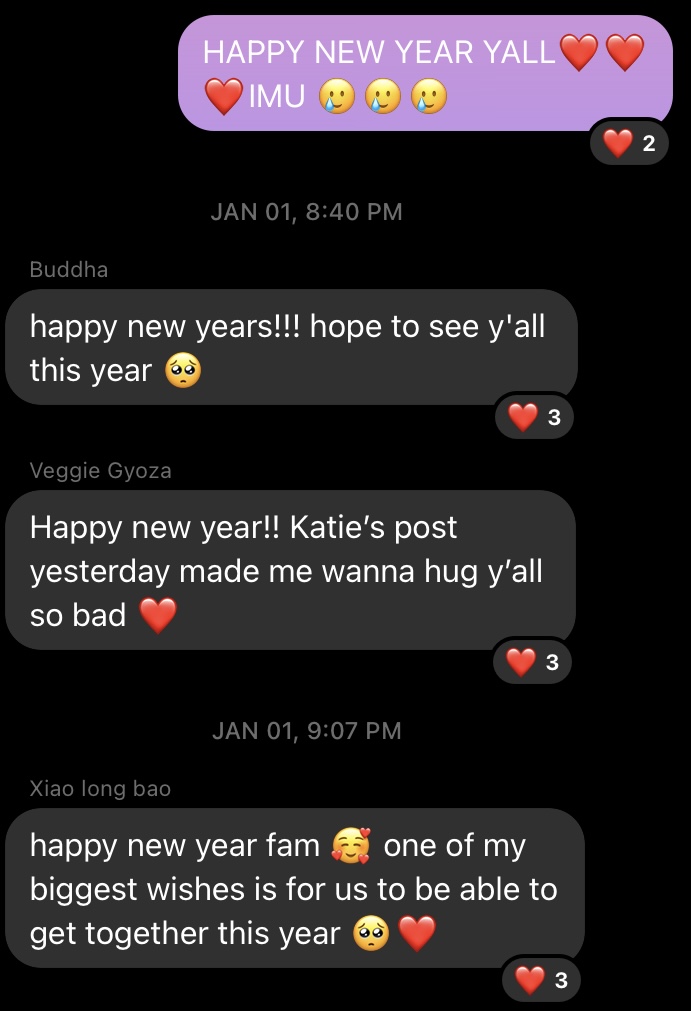 HAPPY NEW YEAR YALL❤️❤️
❤️IMU 🥲🥲🥲
❤️ 2
JAN 01, 8:40 PM
Buddha
happy new years!!! hope to see y'all
this year 🥺
❤️ 3
Veggie Gyoza
Happy new year!! Katie’s post
yesterday made me wanna hug y’all
so bad ❤️
❤️ 3
JAN 01, 9:07 PM
Xiao long bao
happy new year fam 🥰 one of my
biggest wishes is for us to be able to
get together this year 🥺❤️
❤️ 3